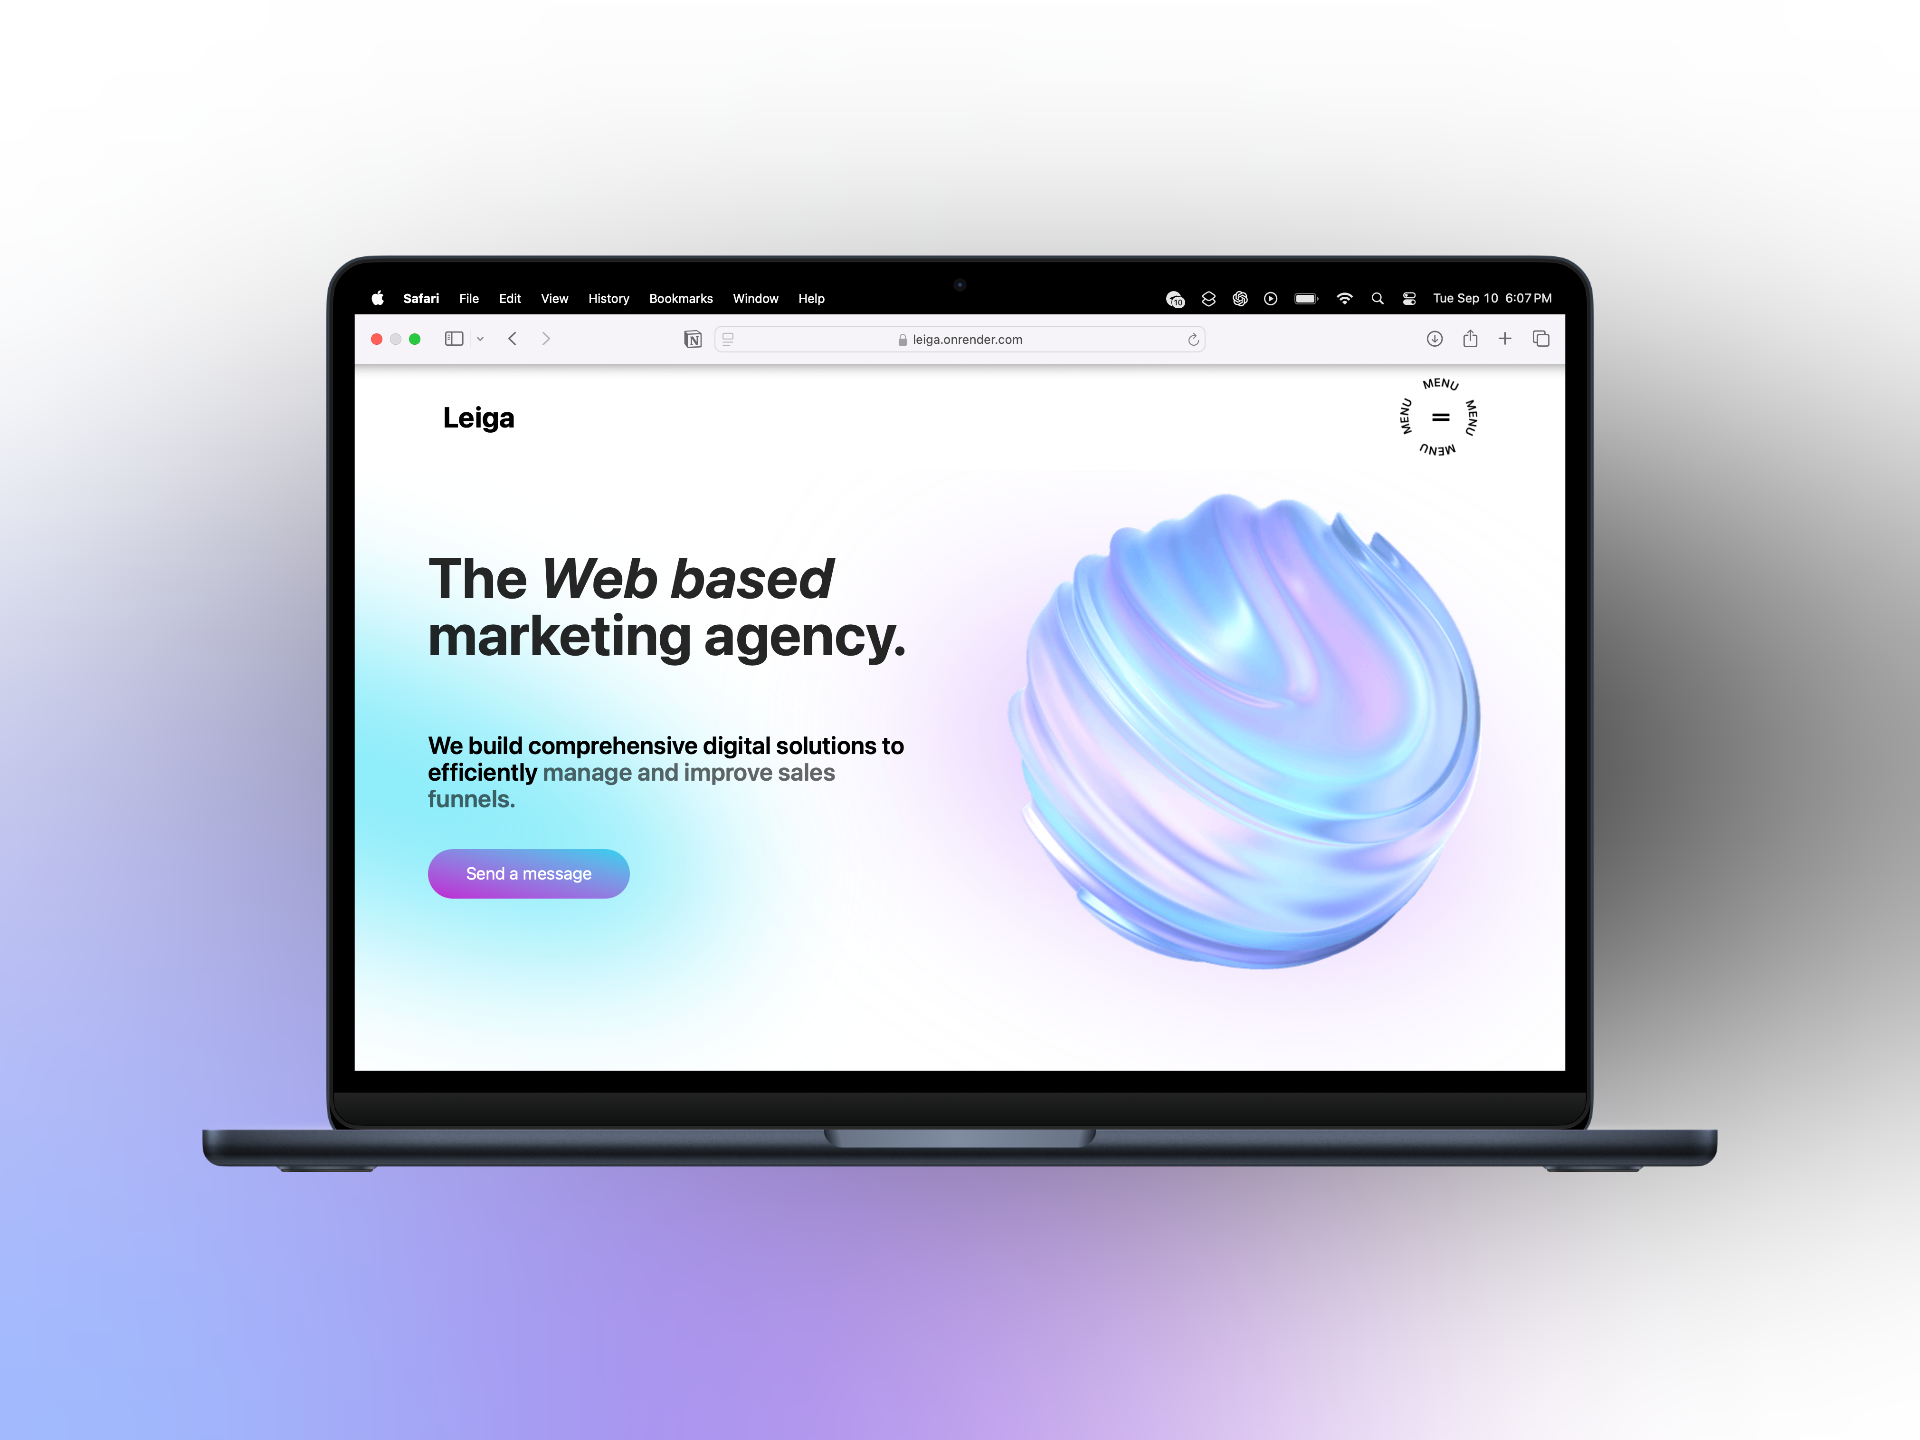 Safari File Edit View History Bookmarks Window Help 10 Tue Sep 10 6:07 PM
N leiga.onrender.com
Leiga
MENU MENU MENU MENU
The Web based
marketing agency.
We build comprehensive digital solutions to
efficiently manage and improve sales
funnels.
Send a message